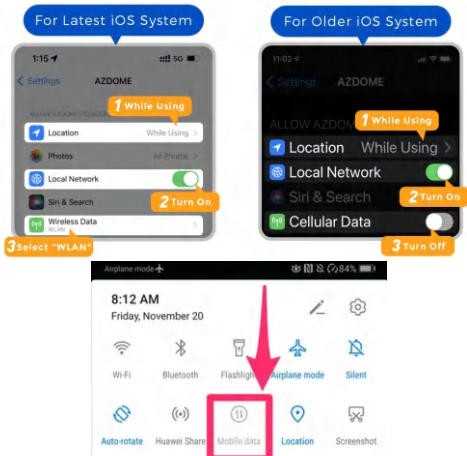 For Latest iOS System
1:15
5G
Settings
AZDOME
1 While Using
Location
While Using
Photos
All Photos
Local Network
Siri & Search
2 Turn On
Wireless Data
WLAN
3 Select "WLAN"
For Older iOS System
11:02
Settings
AZDOME
ALLOW AZDOM
1 While Using
Location
While Using
Local Network
Siri & Search
2 Turn On
Cellular Data
3 Turn Off
Airplane mode
84%
8:12 AM
Friday, November 20
Wi-Fi
Bluetooth
Flashligh
Airplane mode
Silent
Auto-rotate
Huawei Share
Mobile data
Location
Screenshot